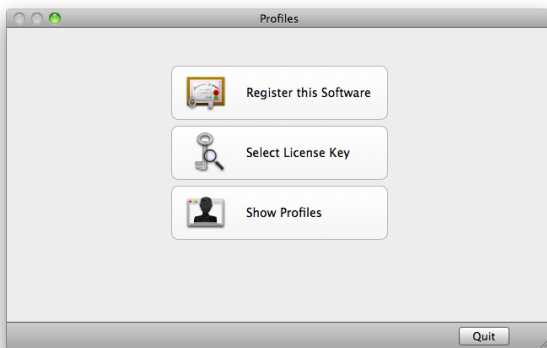 Profiles
Register this Software
Select License Key
Show Profiles
Quit